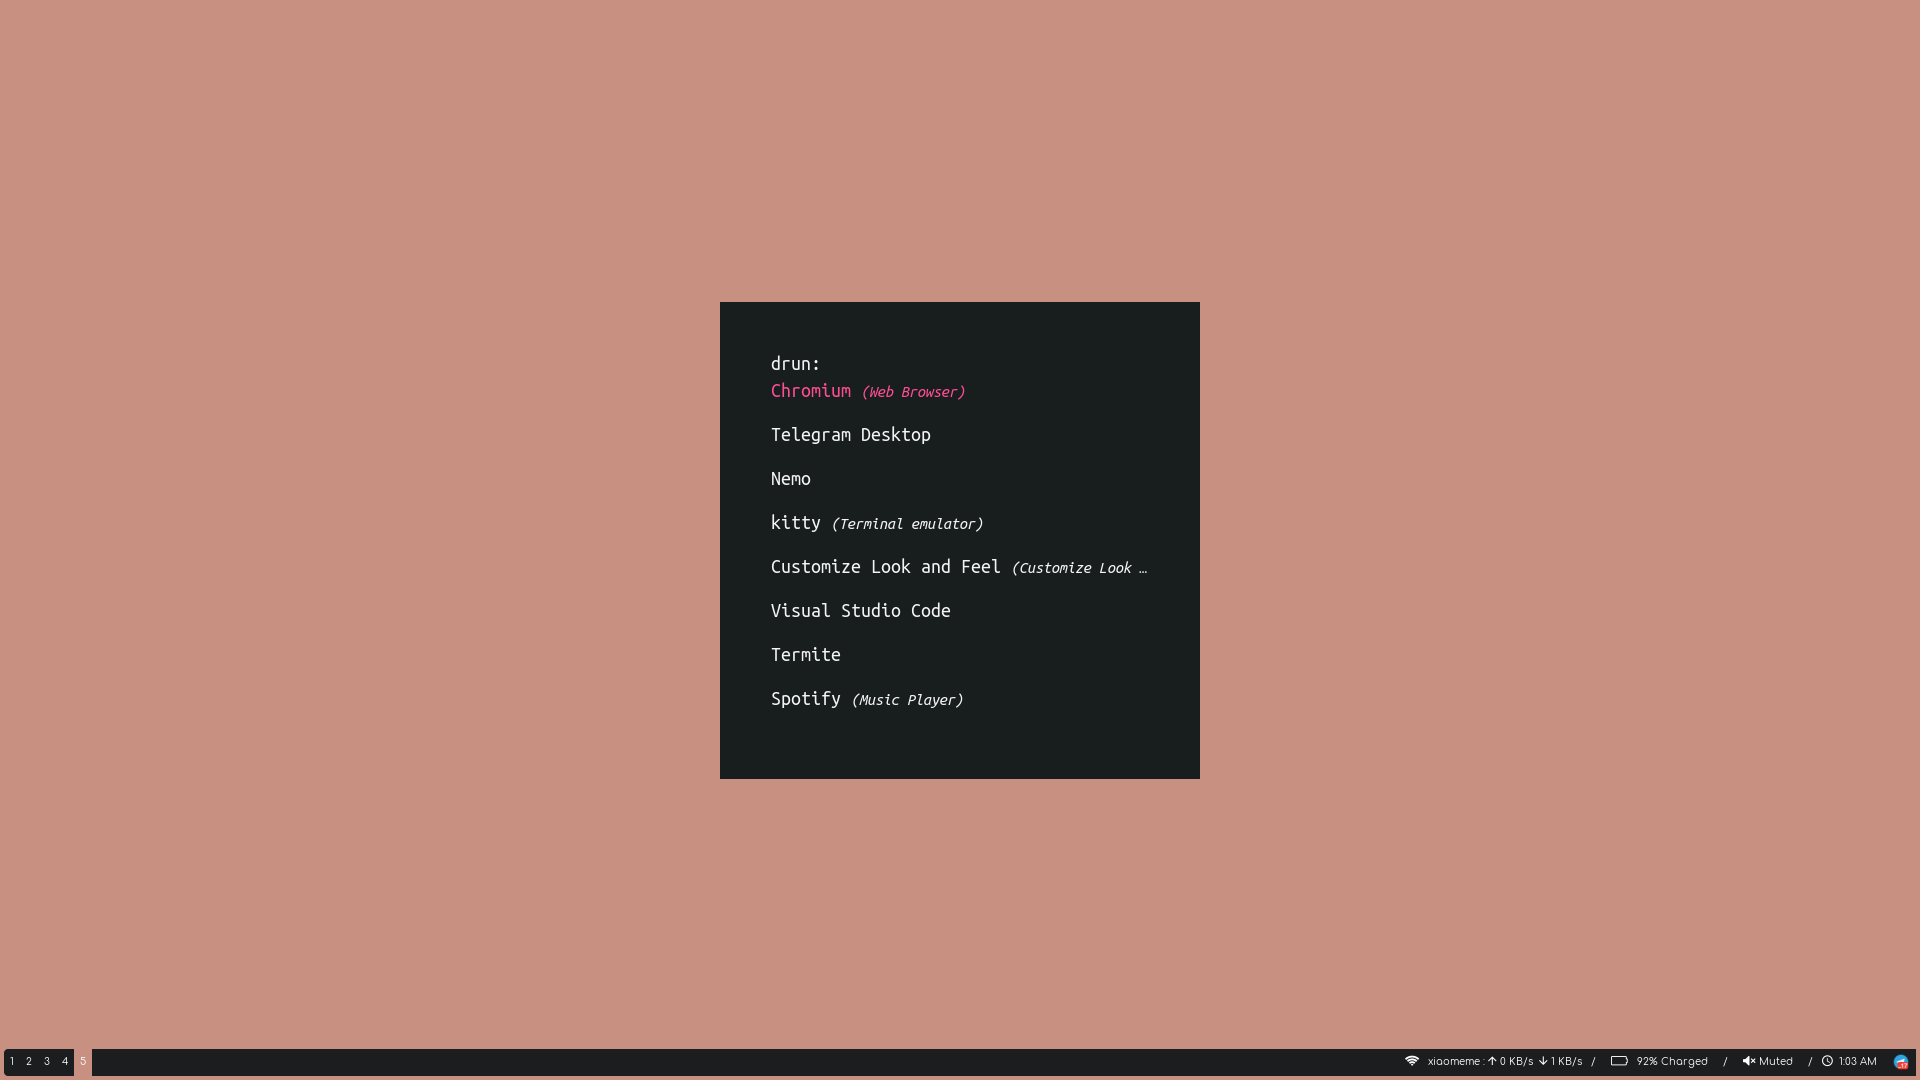 drun:
Chromium (Web Browser)
Telegram Desktop
Nemo
kitty (Terminal emulator)
Customize Look and Feel (Customize Look …
Visual Studio Code
Termite
Spotify (Music Player)
1 2 3 4 5 xiaomeme : ↑ 0 KB/s ↓ 1 KB/s / 92% Charged / Muted / 1:03 AM